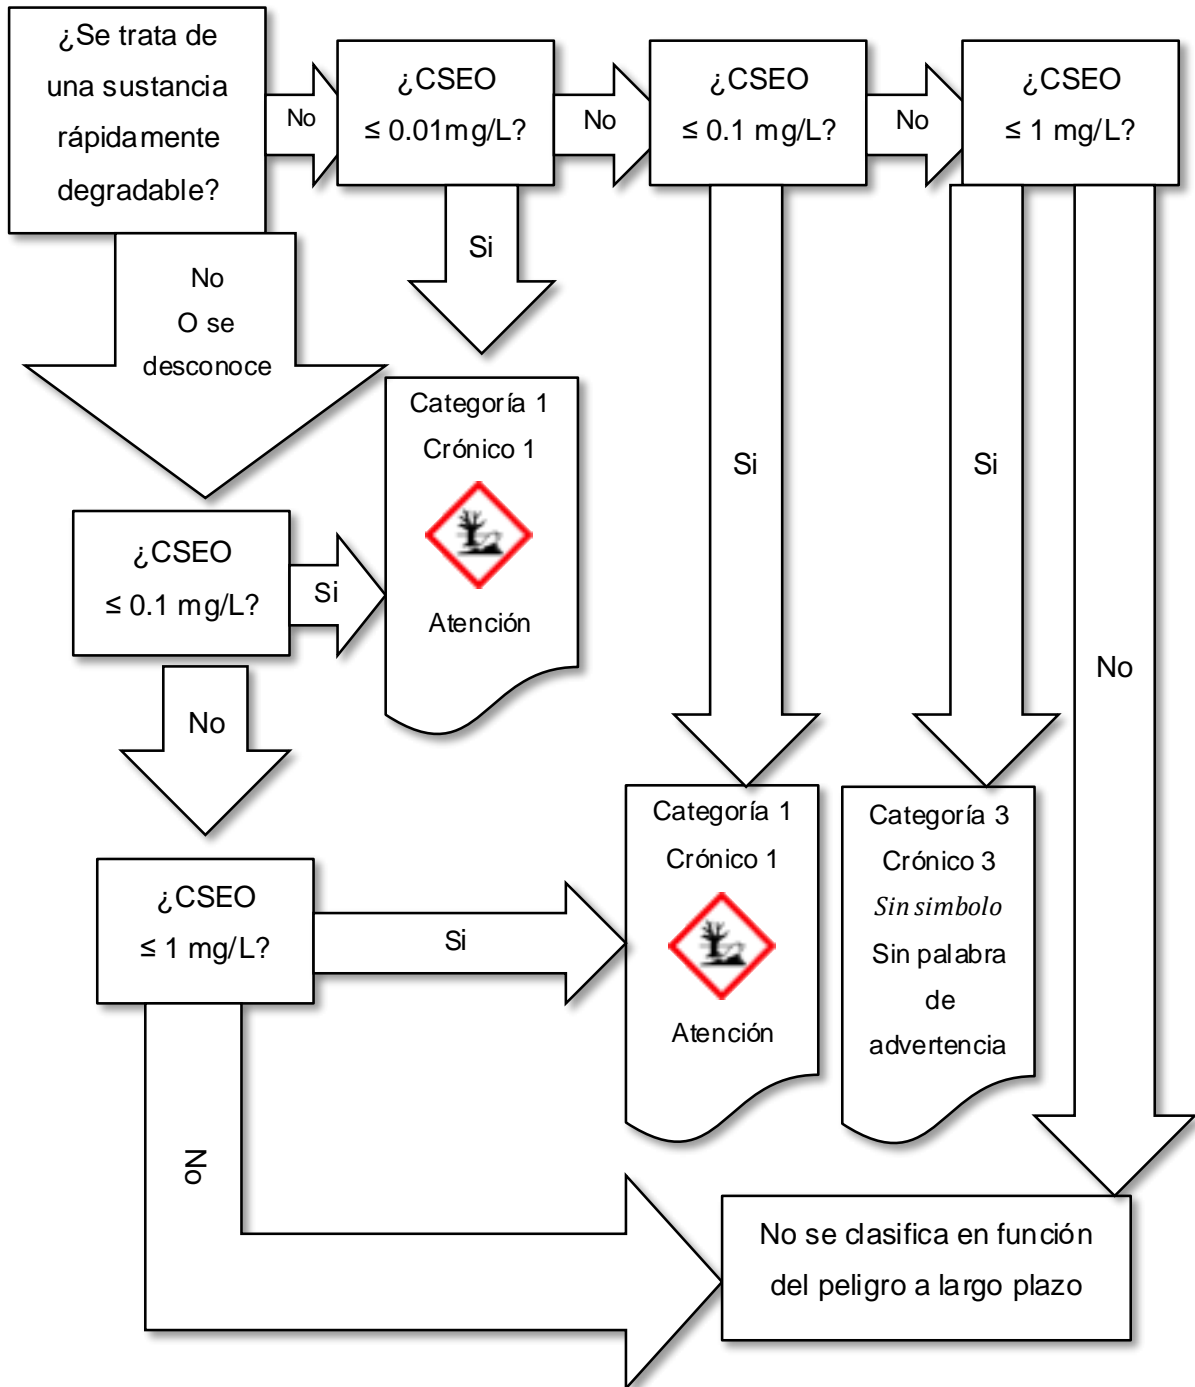 ¿Se trata de
una sustancia
rápidamente
degradable?
No
¿CSEO
≤ 0.01mg/L?
No
¿CSEO
≤ 0.1 mg/L?
No
¿CSEO
≤ 1 mg/L?
No
O se
desconoce
Si
Categoría 1
Crónico 1
Atención
¿CSEO
≤ 0.1 mg/L?
Si
Si
Si
No
No
Categoría 1
Crónico 1
Atención
Categoría 3
Crónico 3
Sin simbolo
Sin palabra
de
advertencia
¿CSEO
≤ 1 mg/L?
Si
No
No se clasifica en función
del peligro a largo plazo